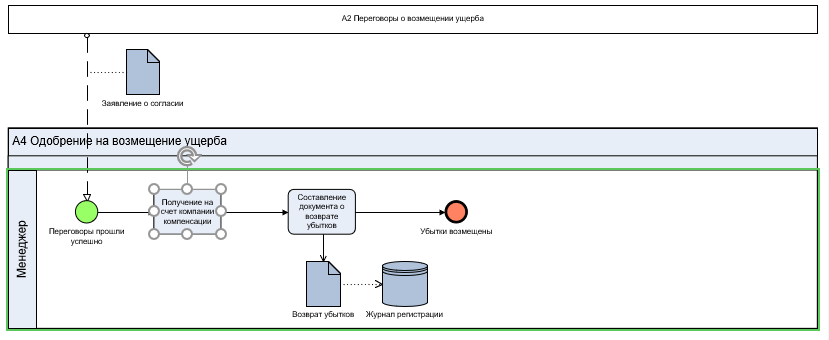 А2 Переговоры о возмещении ущерба
Заявление о согласии
А4 Одобрение на возмещение ущерба
Менеджер
Переговоры прошли
успешно
Получение на
счет компании
компенсации
Составление
документа о
возврате
убытков
Убытки возмещены
Возврат убытков
Журнал регистрации